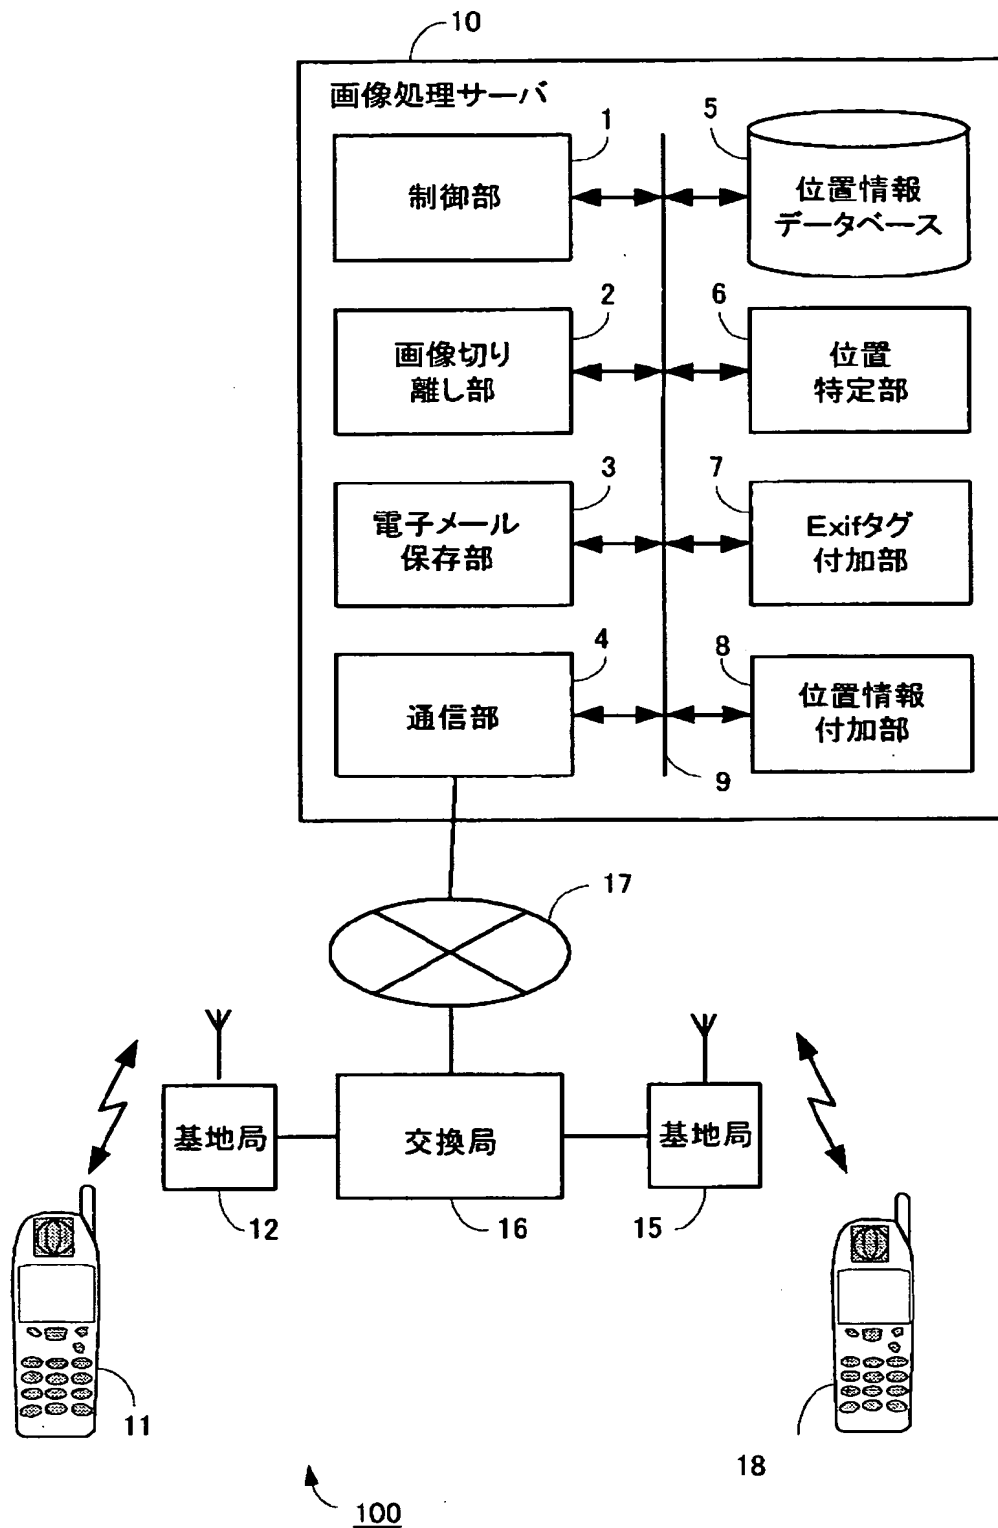 10
画像処理サーバ
1
制御部
5
位置情報
データベース
2
画像切り
離し部
6
位置
特定部
3
電子メール
保存部
7
Exifタグ
付加部
4
通信部
8
位置情報
付加部
9
17
基地局
12
交換局
16
基地局
15
11
18
100